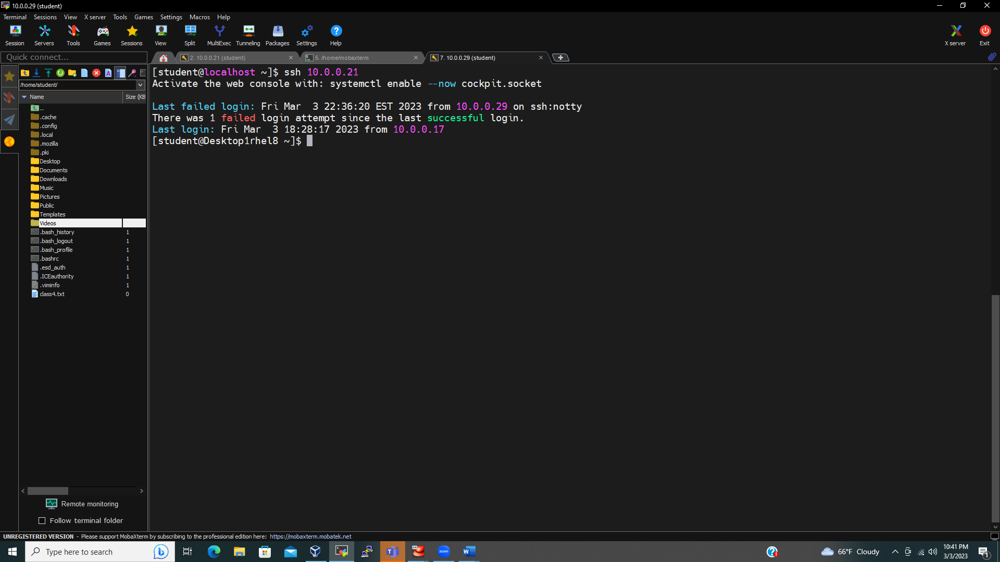 10.0.0.29 (student)
Terminal Sessions View X server Tools Games Settings Macros Help
Session Servers Tools Games Sessions View Split MultiExec Tunneling Packages Settings Help X server Exit
Quick connect...
2. 10.0.0.21 (student)
5. /home/mobaxterm
7. 10.0.0.29 (student)
/home/student/
Name Size (KB
..
.cache
.config
.local
.mozilla
.pki
Desktop
Documents
Downloads
Music
Pictures
Public
Templates
Videos
.bash_history 1
.bash_logout 1
.bash_profile 1
.bashrc 1
.esd_auth 1
.ICEauthority 1
.viminfo 1
class4.txt 0
Remote monitoring
Follow terminal folder
[student@localhost ~]$ ssh 10.0.0.21
Activate the web console with: systemctl enable --now cockpit.socket
Last failed login: Fri Mar  3 22:36:20 EST 2023 from 10.0.0.29 on ssh:notty
There was 1 failed login attempt since the last successful login.
Last login: Fri Mar  3 18:28:17 2023 from 10.0.0.17
[student@Desktop1rhel8 ~]$
UNREGISTERED VERSION - Please support MobaXterm by subscribing to the professional edition here: https://mobaxterm.mobatek.net
Type here to search
zoom
66°F Cloudy
10:41 PM
3/3/2023
1